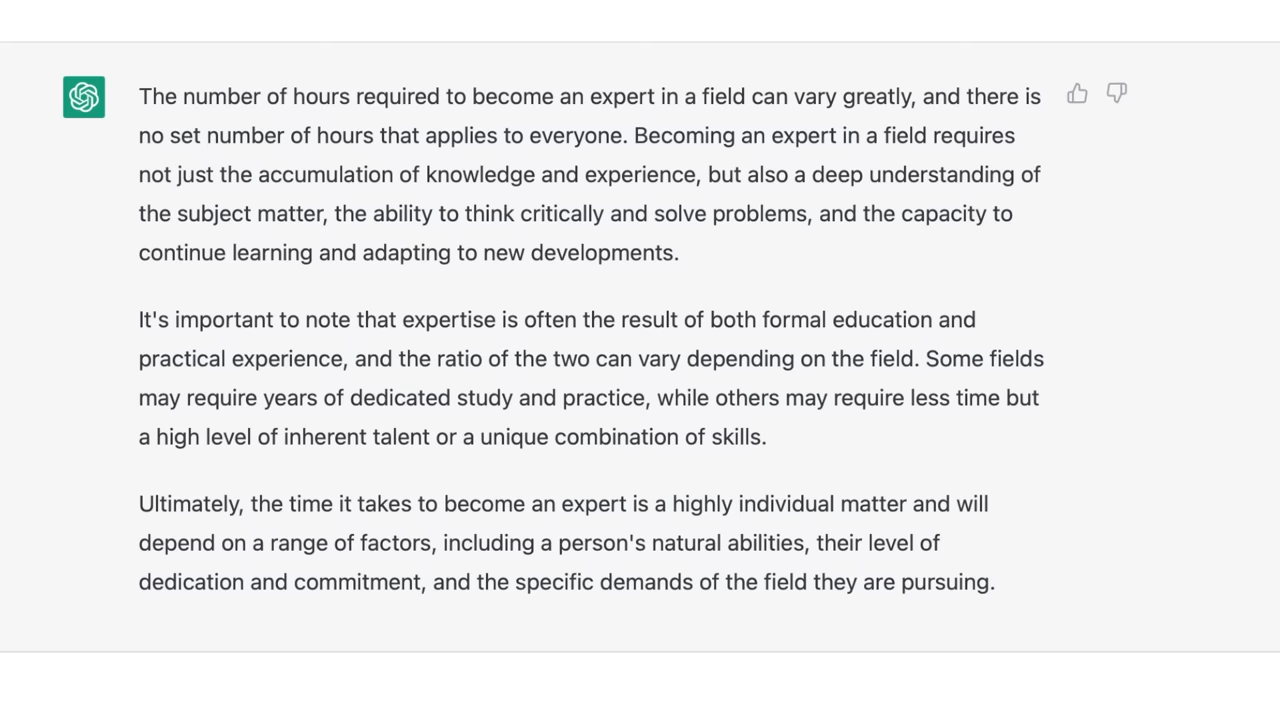 The number of hours required to become an expert in a field can vary greatly, and there is
no set number of hours that applies to everyone. Becoming an expert in a field requires
not just the accumulation of knowledge and experience, but also a deep understanding of
the subject matter, the ability to think critically and solve problems, and the capacity to
continue learning and adapting to new developments.
It's important to note that expertise is often the result of both formal education and
practical experience, and the ratio of the two can vary depending on the field. Some fields
may require years of dedicated study and practice, while others may require less time but
a high level of inherent talent or a unique combination of skills.
Ultimately, the time it takes to become an expert is a highly individual matter and will
depend on a range of factors, including a person's natural abilities, their level of
dedication and commitment, and the specific demands of the field they are pursuing.